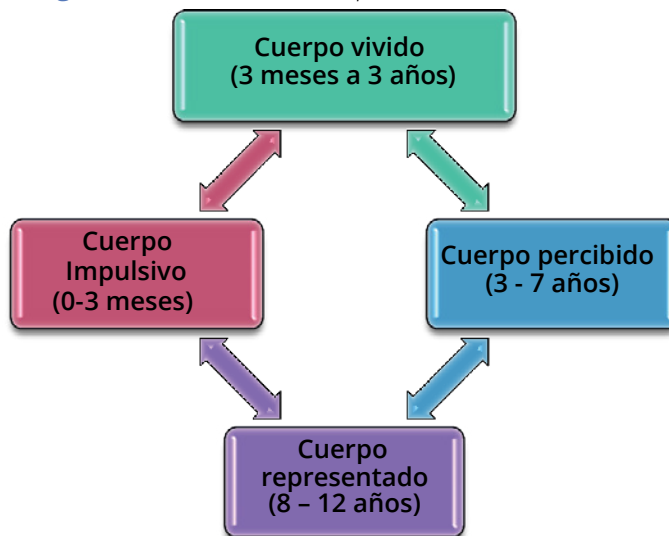 Cuerpo vivido
(3 meses a 3 años)
Cuerpo
Impulsivo
(0-3 meses)
Cuerpo percibido
(3 - 7 años)
Cuerpo
representado
(8 – 12 años)